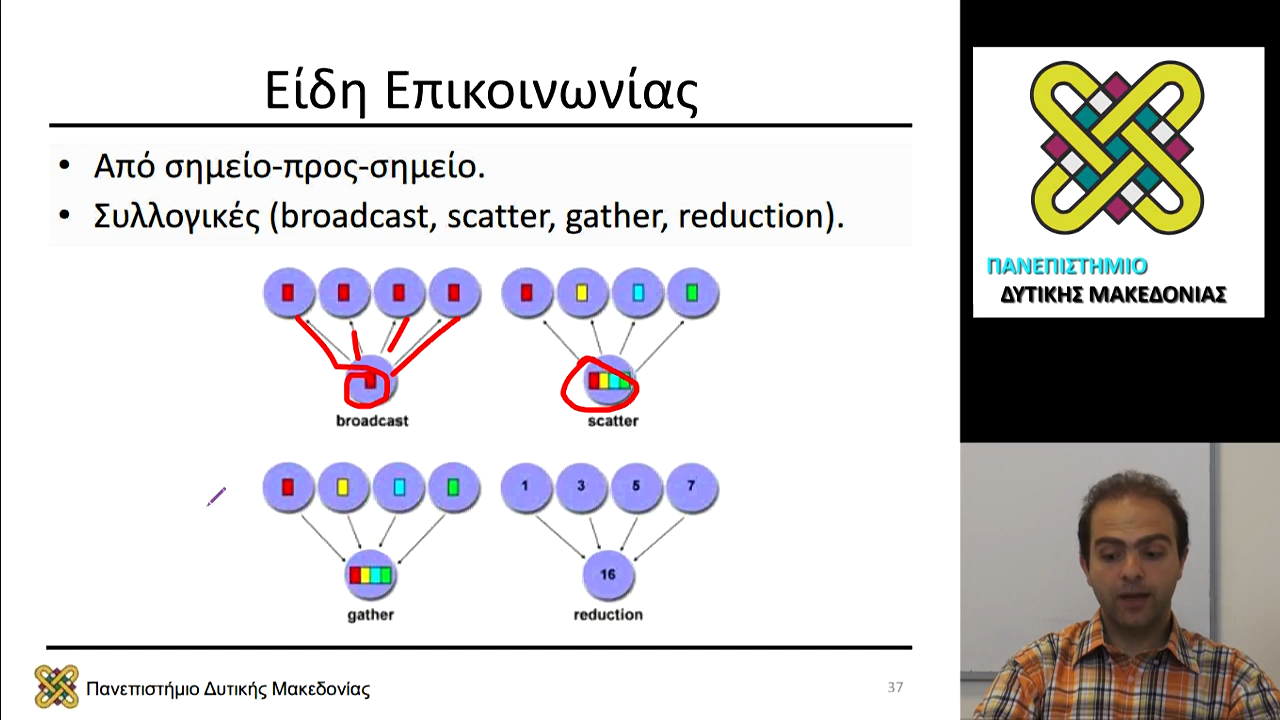 Είδη Επικοινωνίας
• Από σημείο-προς-σημείο.
• Συλλογικές (broadcast, scatter, gather, reduction).
broadcast
scatter
1 3 5 7
16
gather
reduction
Πανεπιστήμιο Δυτικής Μακεδονίας
37
ΠΑΝΕΠΙΣΤΗΜΙΟ
ΔΥΤΙΚΗΣ ΜΑΚΕΔΟΝΙΑΣ